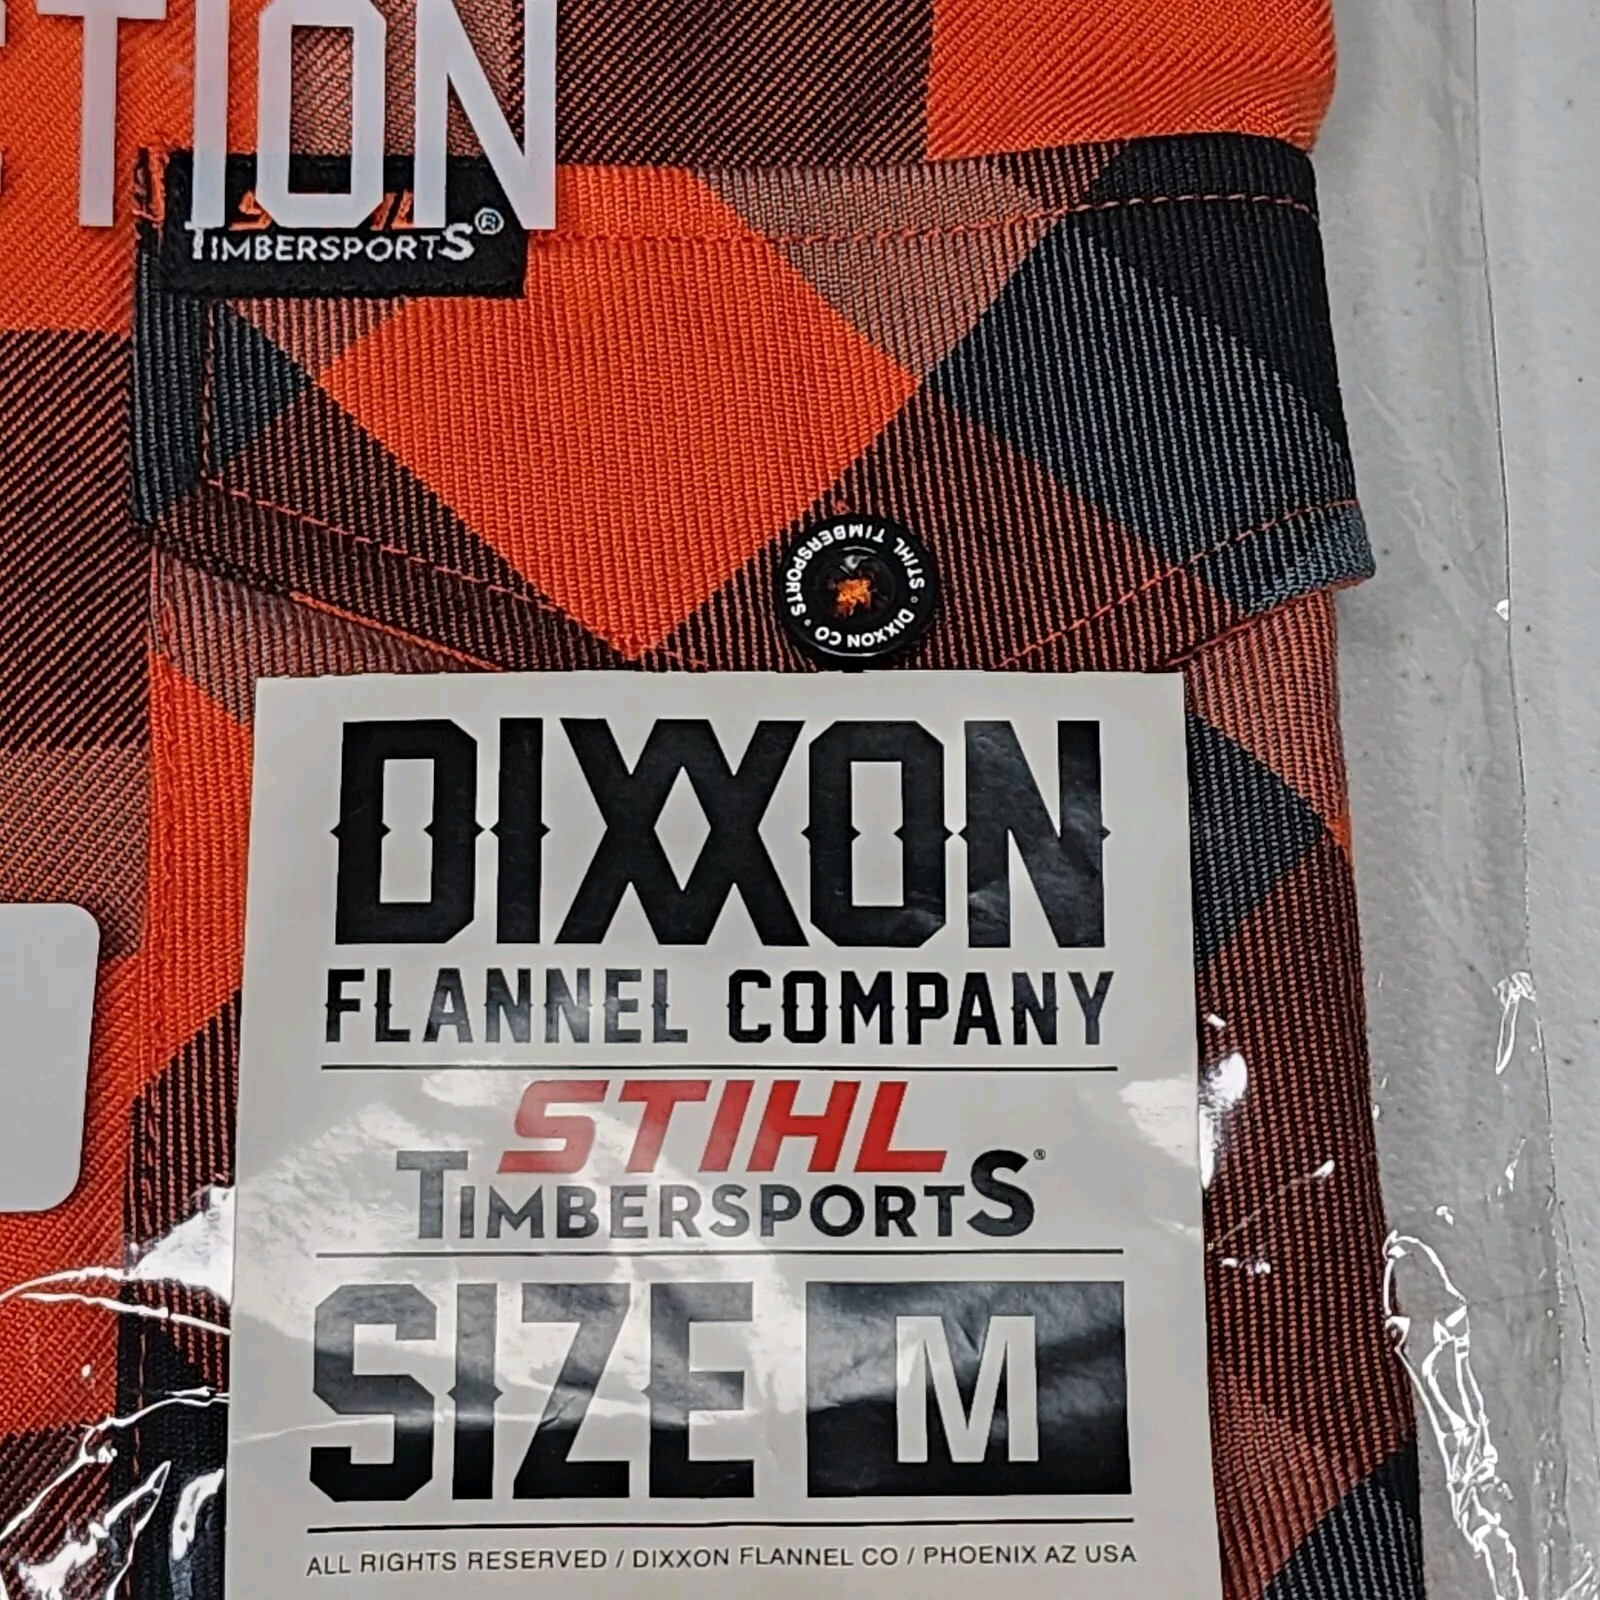 TION
STIHL
TIMBERSPORTS®
STIHL TIMBERSPORTS • DIXXON CO •
DIXXON
FLANNEL COMPANY
STIHL
TIMBERSPORTS®
SIZE M
ALL RIGHTS RESERVED / DIXXON FLANNEL CO / PHOENIX AZ USA